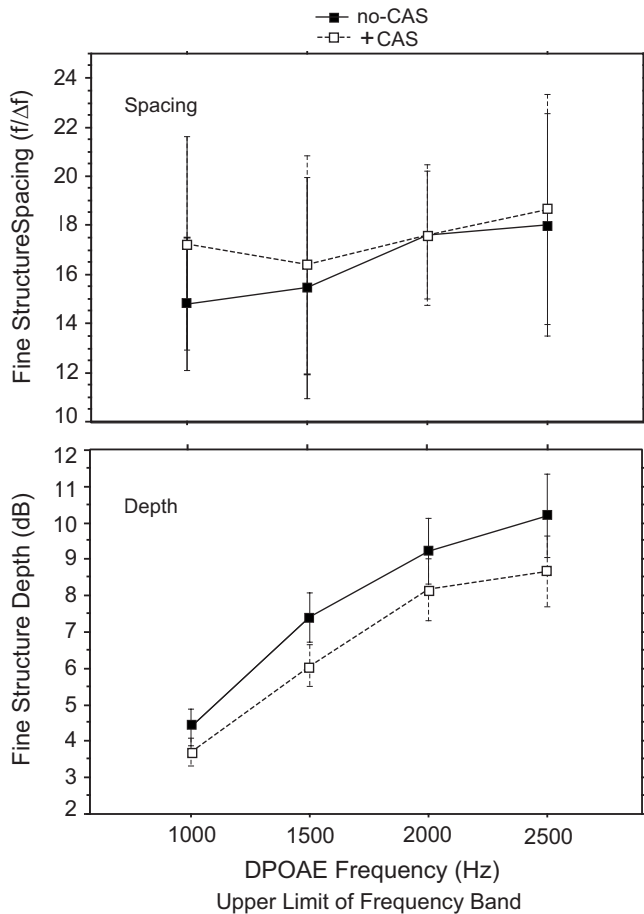 no-CAS
+CAS
Spacing
Fine StructureSpacing (f/Δf)
24
22
20
18
16
14
12
10
Depth
Fine Structure Depth (dB)
12
11
10
9
8
7
6
5
4
3
2
1000 1500 2000 2500
DPOAE Frequency (Hz)
Upper Limit of Frequency Band